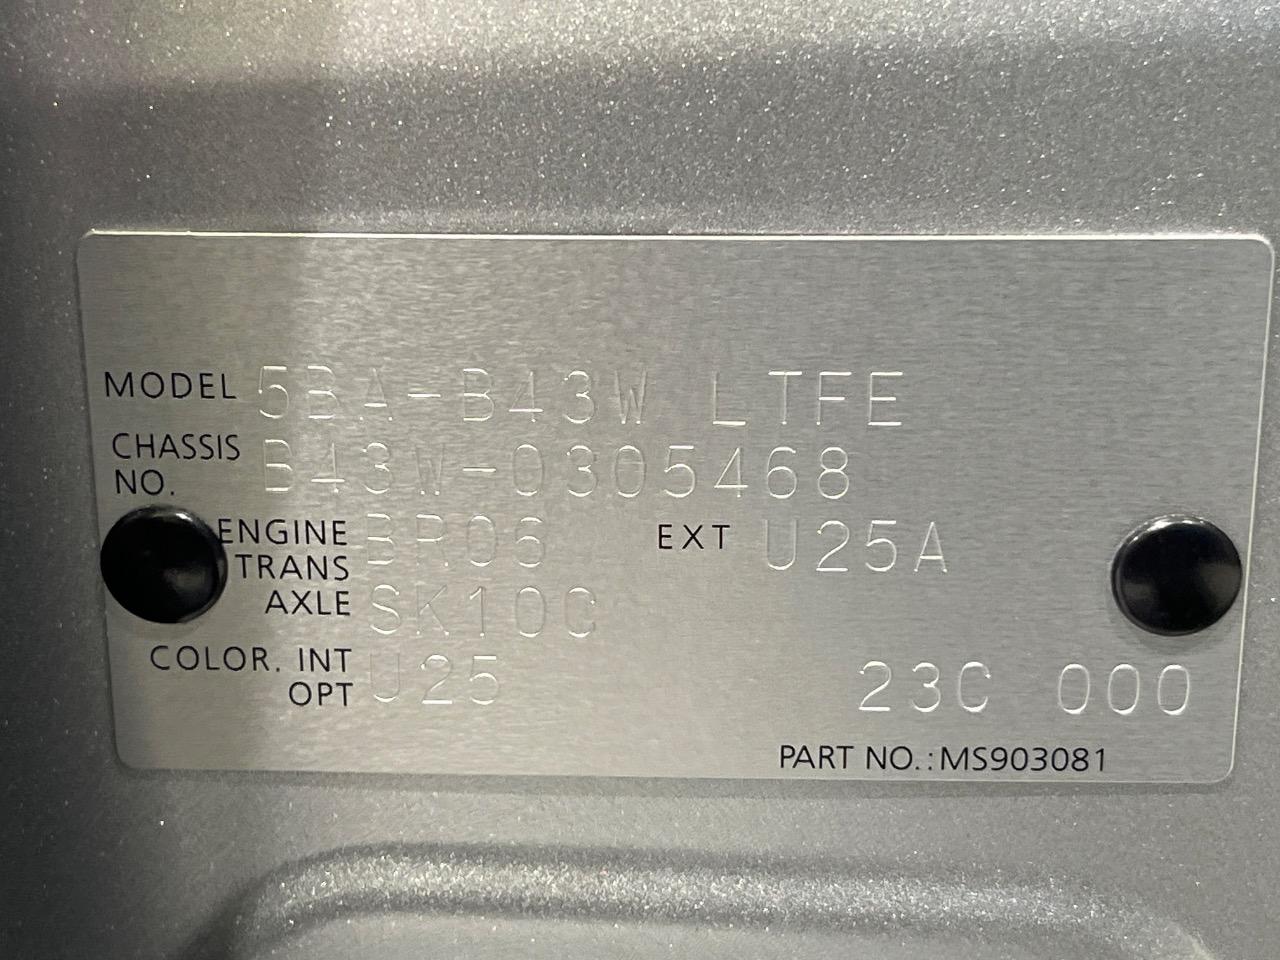 MODEL 5BA-B43W LTFE
CHASSIS NO. B43W-0305468
ENGINE BR06 EXT U25A
TRANS AXLE SK10C
COLOR. INT OPT U25 23C 000
PART NO.:MS903081